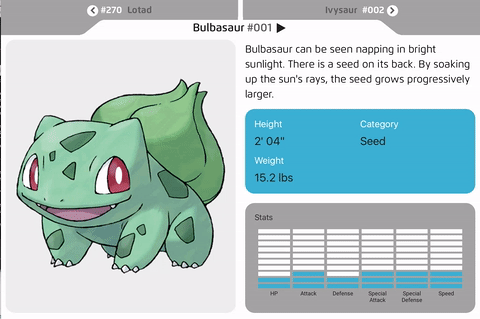 #270 Lotad
Ivysaur #002
Bulbasaur #001
Bulbasaur can be seen napping in bright
sunlight. There is a seed on its back. By soaking
up the sun's rays, the seed grows progressively
larger.
Height
Category
2' 04"
Seed
Weight
15.2 lbs
Stats
HP
Attack
Defense
Special
Attack
Special
Defense
Speed